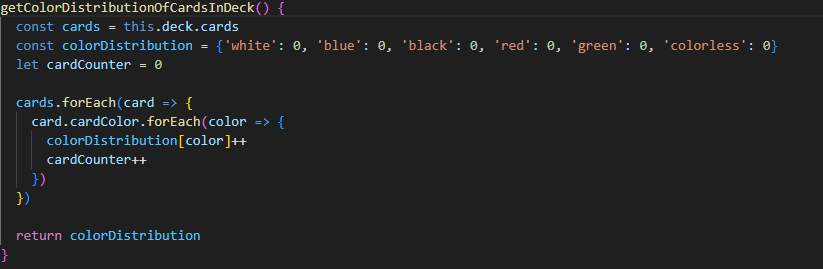 getColorDistributionOfCardsInDeck() {
  const cards = this.deck.cards
  const colorDistribution = {'white': 0, 'blue': 0, 'black': 0, 'red': 0, 'green': 0, 'colorless': 0}
  let cardCounter = 0

  cards.forEach(card => {
    card.cardColor.forEach(color => {
      colorDistribution[color]++
      cardCounter++
    })
  })

  return colorDistribution
}